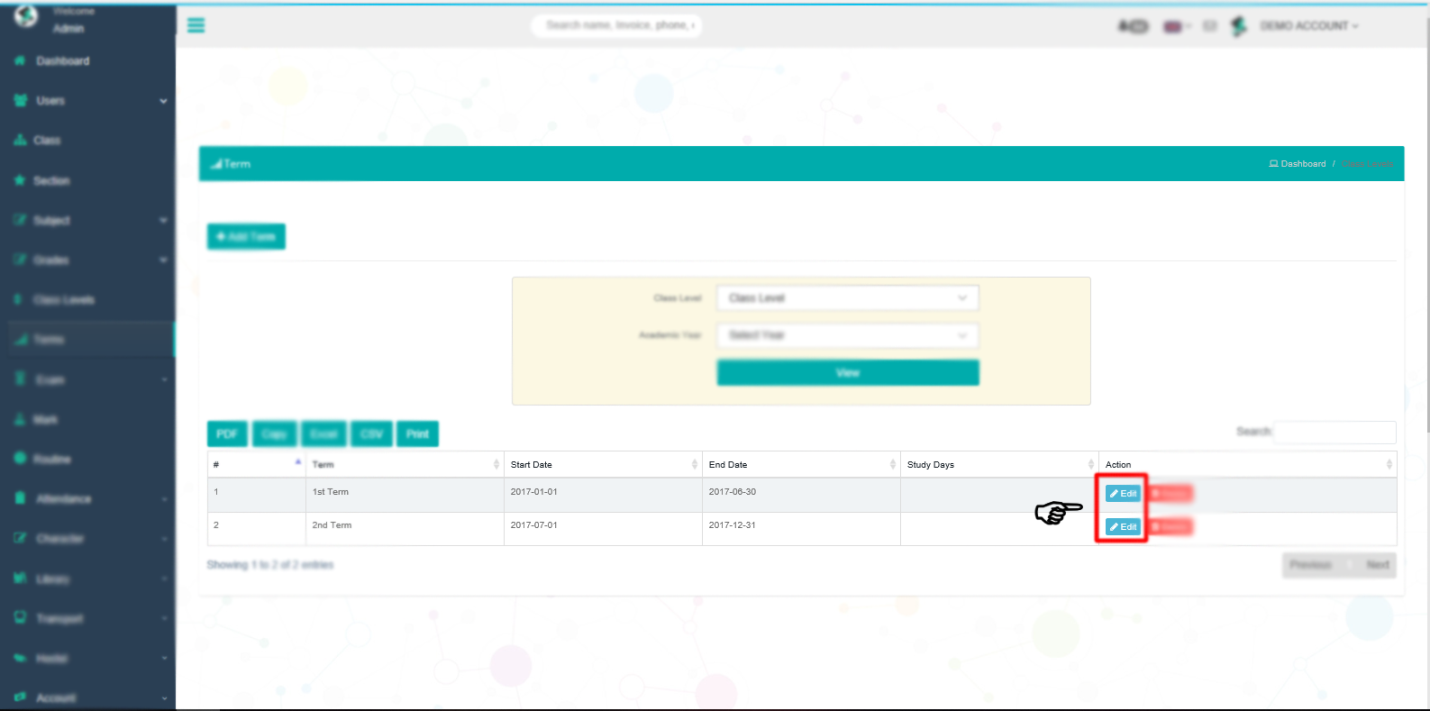 Welcome
Admin
Search name, Invoice, phone,
DEMO ACCOUNT
Dashboard
Users
Class
Section
Subject
Grades
Class Levels
Terms
Exam
Mark
Routine
Attendance
Character
Library
Transport
Hostel
Account
Term
Dashboard / Class Levels
Add Term
Class Level Class Level
Academic Year Select Year
View
PDF Copy Excel CSV Print
Search:
# Term Start Date End Date Study Days Action
1 1st Term 2017-01-01 2017-06-30 Edit
2 2nd Term 2017-07-01 2017-12-31 Edit
Showing 1 to 2 of 2 entries
Previous 1 Next